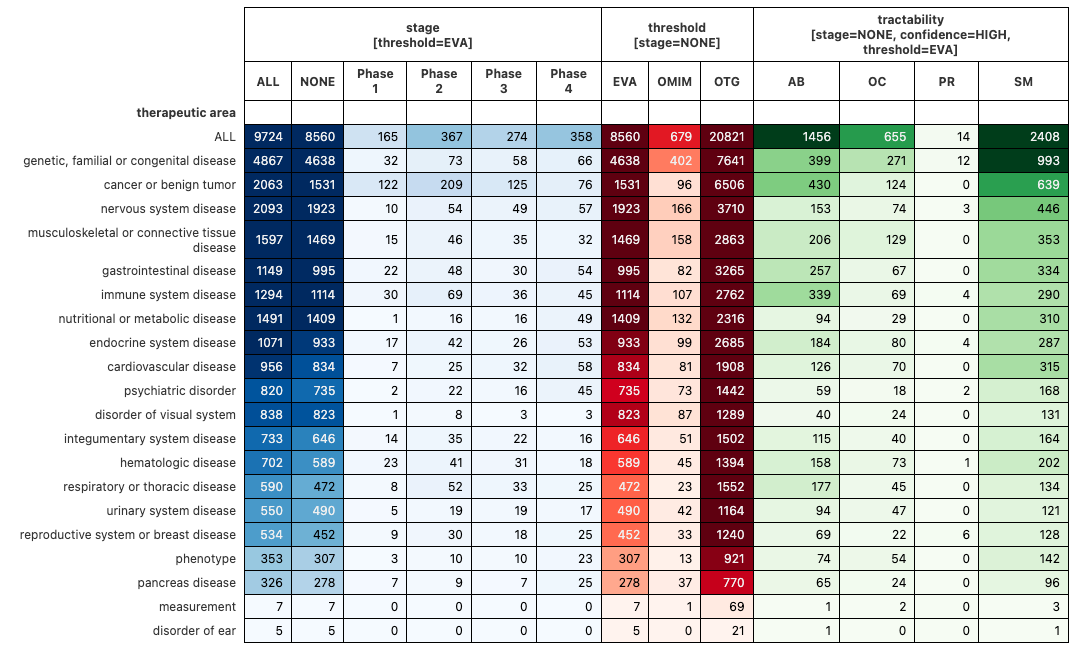 stage
[threshold=EVA]
threshold
[stage=NONE]
tractability
[stage=NONE, confidence=HIGH,
threshold=EVA]
ALL NONE Phase 1 Phase 2 Phase 3 Phase 4 EVA OMIM OTG AB OC PR SM
therapeutic area
ALL 9724 8560 165 367 274 358 8560 679 20821 1456 655 14 2408
genetic, familial or congenital disease 4867 4638 32 73 58 66 4638 402 7641 399 271 12 993
cancer or benign tumor 2063 1531 122 209 125 76 1531 96 6506 430 124 0 639
nervous system disease 2093 1923 10 54 49 57 1923 166 3710 153 74 3 446
musculoskeletal or connective tissue
disease 1597 1469 15 46 35 32 1469 158 2863 206 129 0 353
gastrointestinal disease 1149 995 22 48 30 54 995 82 3265 257 67 0 334
immune system disease 1294 1114 30 69 36 45 1114 107 2762 339 69 4 290
nutritional or metabolic disease 1491 1409 1 16 16 49 1409 132 2316 94 29 0 310
endocrine system disease 1071 933 17 42 26 53 933 99 2685 184 80 4 287
cardiovascular disease 956 834 7 25 32 58 834 81 1908 126 70 0 315
psychiatric disorder 820 735 2 22 16 45 735 73 1442 59 18 2 168
disorder of visual system 838 823 1 8 3 3 823 87 1289 40 24 0 131
integumentary system disease 733 646 14 35 22 16 646 51 1502 115 40 0 164
hematologic disease 702 589 23 41 31 18 589 45 1394 158 73 1 202
respiratory or thoracic disease 590 472 8 52 33 25 472 23 1552 177 45 0 134
urinary system disease 550 490 5 19 19 17 490 42 1164 94 47 0 121
reproductive system or breast disease 534 452 9 30 18 25 452 33 1240 69 22 6 128
phenotype 353 307 3 10 10 23 307 13 921 74 54 0 142
pancreas disease 326 278 7 9 7 25 278 37 770 65 24 0 96
measurement 7 7 0 0 0 0 7 1 69 1 2 0 3
disorder of ear 5 5 0 0 0 0 5 0 21 1 0 0 1